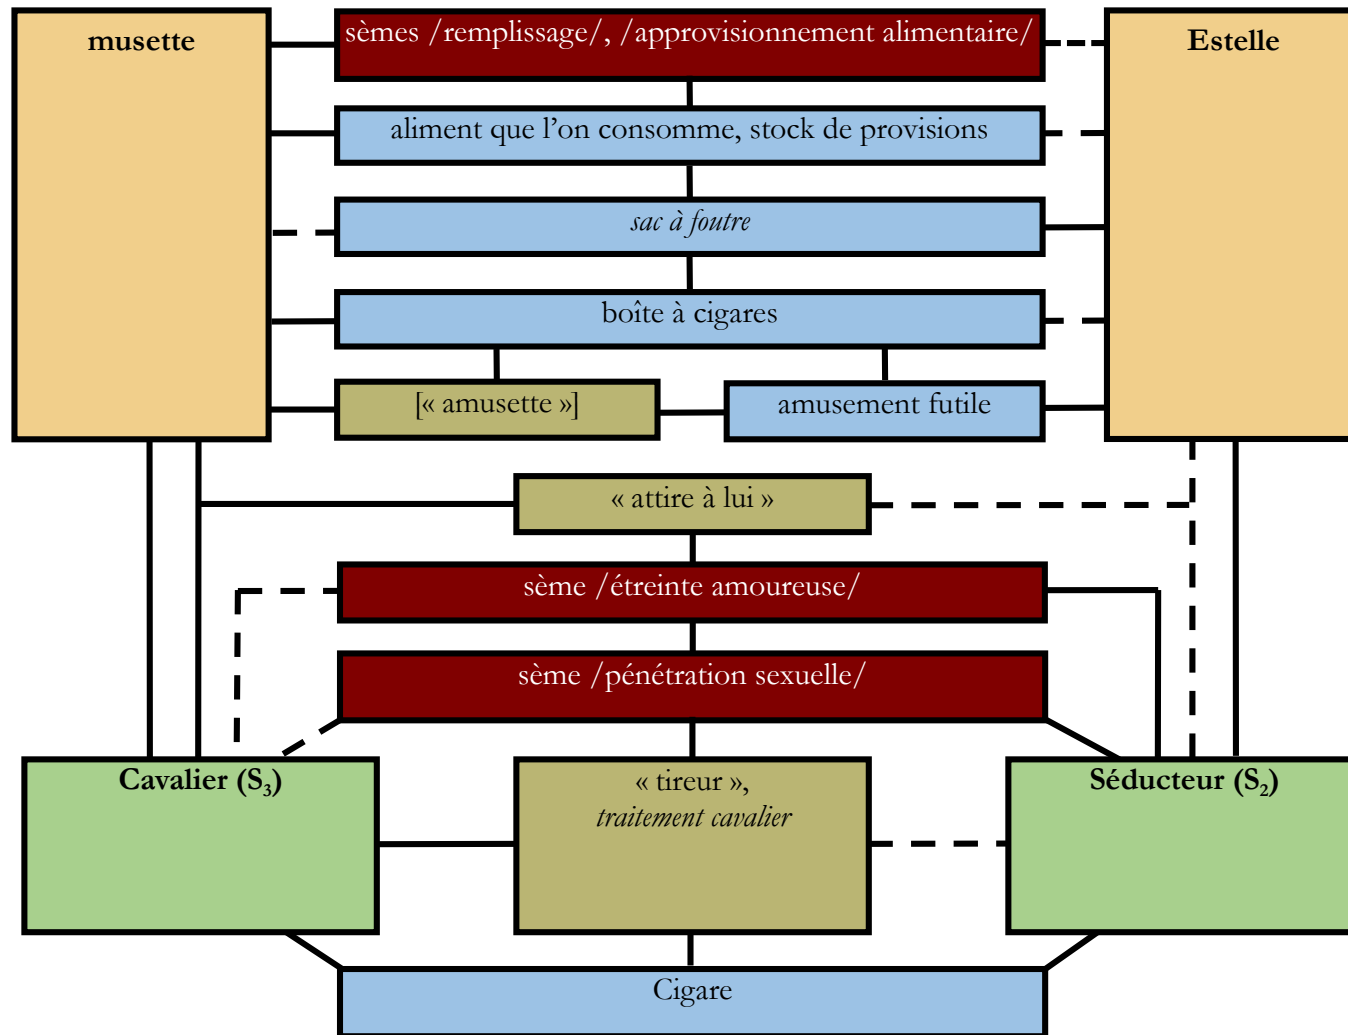 musette
sèmes /remplissage/, /approvisionnement alimentaire/
Estelle
aliment que l’on consomme, stock de provisions
sac à foutre
boîte à cigares
[« amusette »]
amusement futile
« attire à lui »
sème /étreinte amoureuse/
sème /pénétration sexuelle/
Cavalier (S₃)
« tireur »,
traitement cavalier
Séducteur (S₂)
Cigare